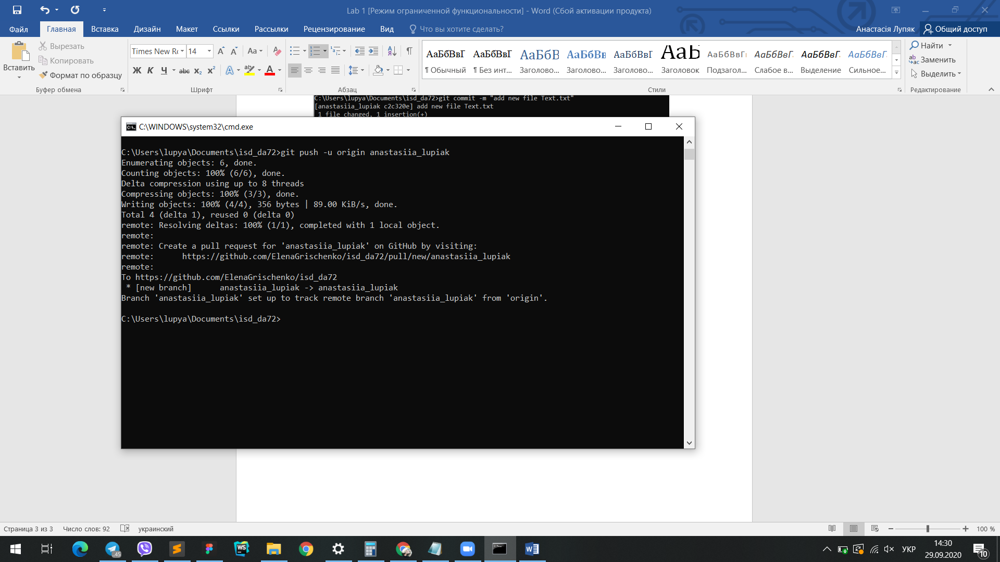 Lab 1 [Режим ограниченной функциональности] - Word (Сбой активации продукта)
Файл Главная Вставка Дизайн Макет Ссылки Рассылки Рецензирование Вид Что вы хотите сделать? Анастасія Лупяк Общий доступ
Вставить
Вырезать
Копировать
Формат по образцу
Буфер обмена
Times New Rc 14
Aa
Ж К Ч abc x₂ x²
Шрифт
Абзац
АаБбВвГ АаБбВвГ АаБбВ АаБбВв АаБбВвГ АаБ АаБбВвГг АаБбВвГг АаБбВвГг АаБбВвГг
¶ Обычный ¶ Без инт... Заголово... Заголово... Заголово... Заголовок Подзагол... Слабое в... Выделение Сильное...
Стили
Найти
Заменить
Выделить
Редактирование
C:\Users\lupya\Documents\isd_da72>git commit -m "add new file Text.txt"
[anastasiia_lupiak c2c320e] add new file Text.txt
1 file changed, 1 insertion(+)
C:\WINDOWS\system32\cmd.exe
C:\Users\lupya\Documents\isd_da72>git push -u origin anastasiia_lupiak
Enumerating objects: 6, done.
Counting objects: 100% (6/6), done.
Delta compression using up to 8 threads
Compressing objects: 100% (3/3), done.
Writing objects: 100% (4/4), 356 bytes | 89.00 KiB/s, done.
Total 4 (delta 1), reused 0 (delta 0)
remote: Resolving deltas: 100% (1/1), completed with 1 local object.
remote:
remote: Create a pull request for 'anastasiia_lupiak' on GitHub by visiting:
remote:      https://github.com/ElenaGrischenko/isd_da72/pull/new/anastasiia_lupiak
remote:
To https://github.com/ElenaGrischenko/isd_da72
 * [new branch]      anastasiia_lupiak -> anastasiia_lupiak
Branch 'anastasiia_lupiak' set up to track remote branch 'anastasiia_lupiak' from 'origin'.
C:\Users\lupya\Documents\isd_da72>
Страница 3 из 3 Число слов: 92 украинский 100 %
45 WS УКР 14:30
29.09.2020 10